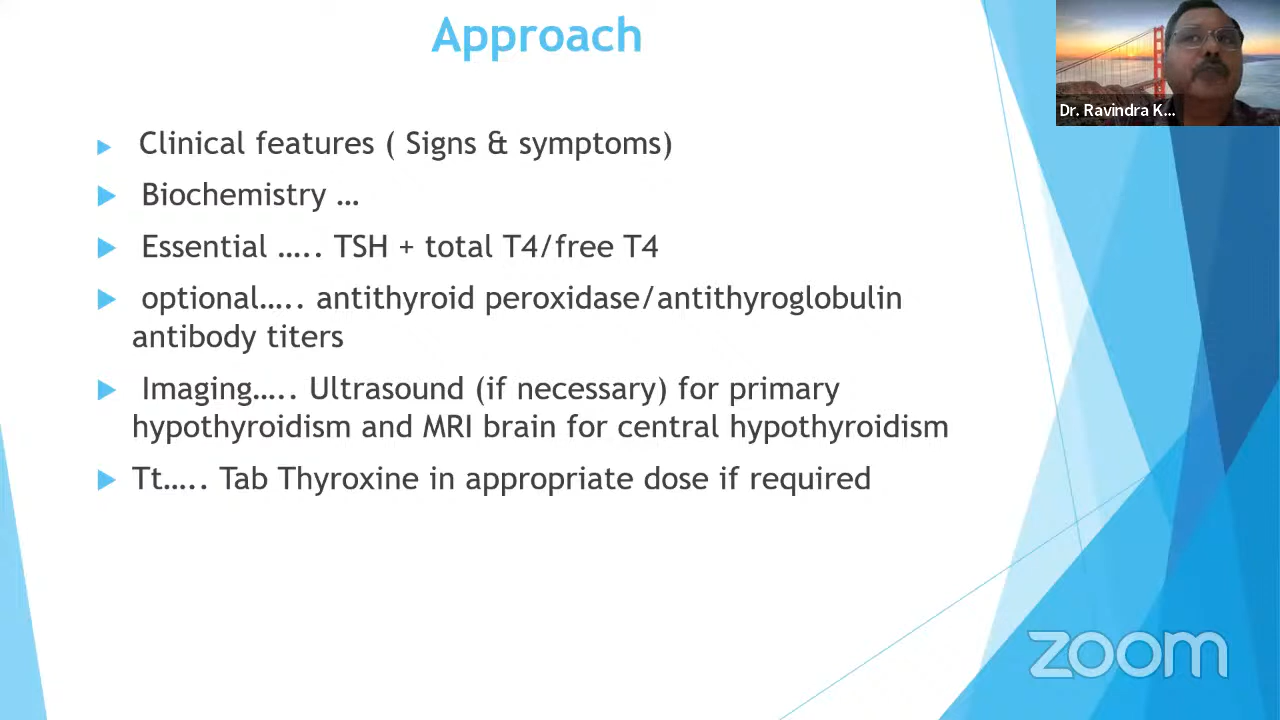 Approach
Dr. Ravindra K...
Clinical features ( Signs & symptoms)
Biochemistry …
Essential ….. TSH + total T4/free T4
optional….. antithyroid peroxidase/antithyroglobulin
antibody titers
Imaging….. Ultrasound (if necessary) for primary
hypothyroidism and MRI brain for central hypothyroidism
Tt….. Tab Thyroxine in appropriate dose if required
zoom